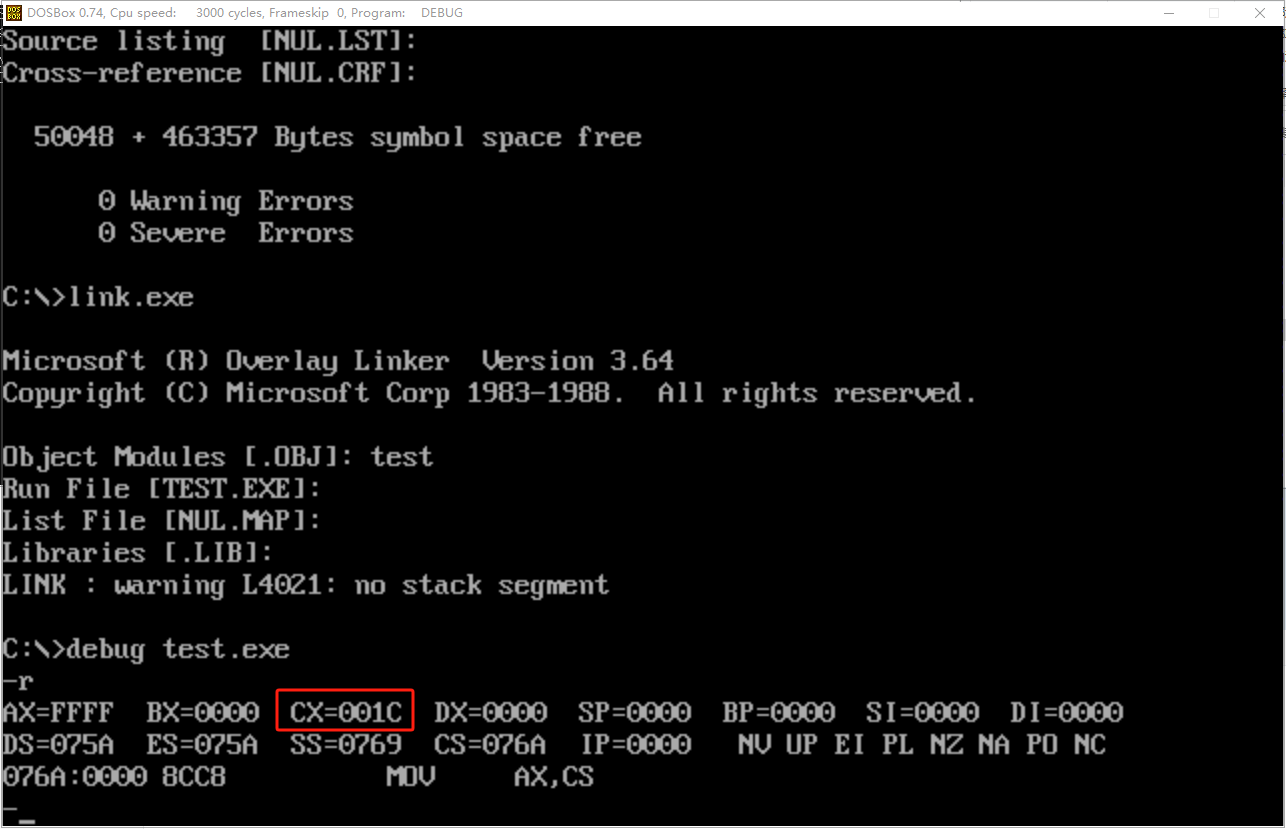 DOSBox 0.74, Cpu speed: 3000 cycles, Frameskip 0, Program: DEBUG
Source listing [NUL.LST]:
Cross-reference [NUL.CRF]:
50048 + 463357 Bytes symbol space free
0 Warning Errors
0 Severe Errors
C:\>link.exe
Microsoft (R) Overlay Linker Version 3.64
Copyright (C) Microsoft Corp 1983-1988. All rights reserved.
Object Modules [.OBJ]: test
Run File [TEST.EXE]:
List File [NUL.MAP]:
Libraries [.LIB]:
LINK : warning L4021: no stack segment
C:\>debug test.exe
-r
AX=FFFF BX=0000 CX=001C DX=0000 SP=0000 BP=0000 SI=0000 DI=0000
DS=075A ES=075A SS=0769 CS=076A IP=0000 NV UP EI PL NZ NA PO NC
076A:0000 8CC8 MOV AX,CS
-_